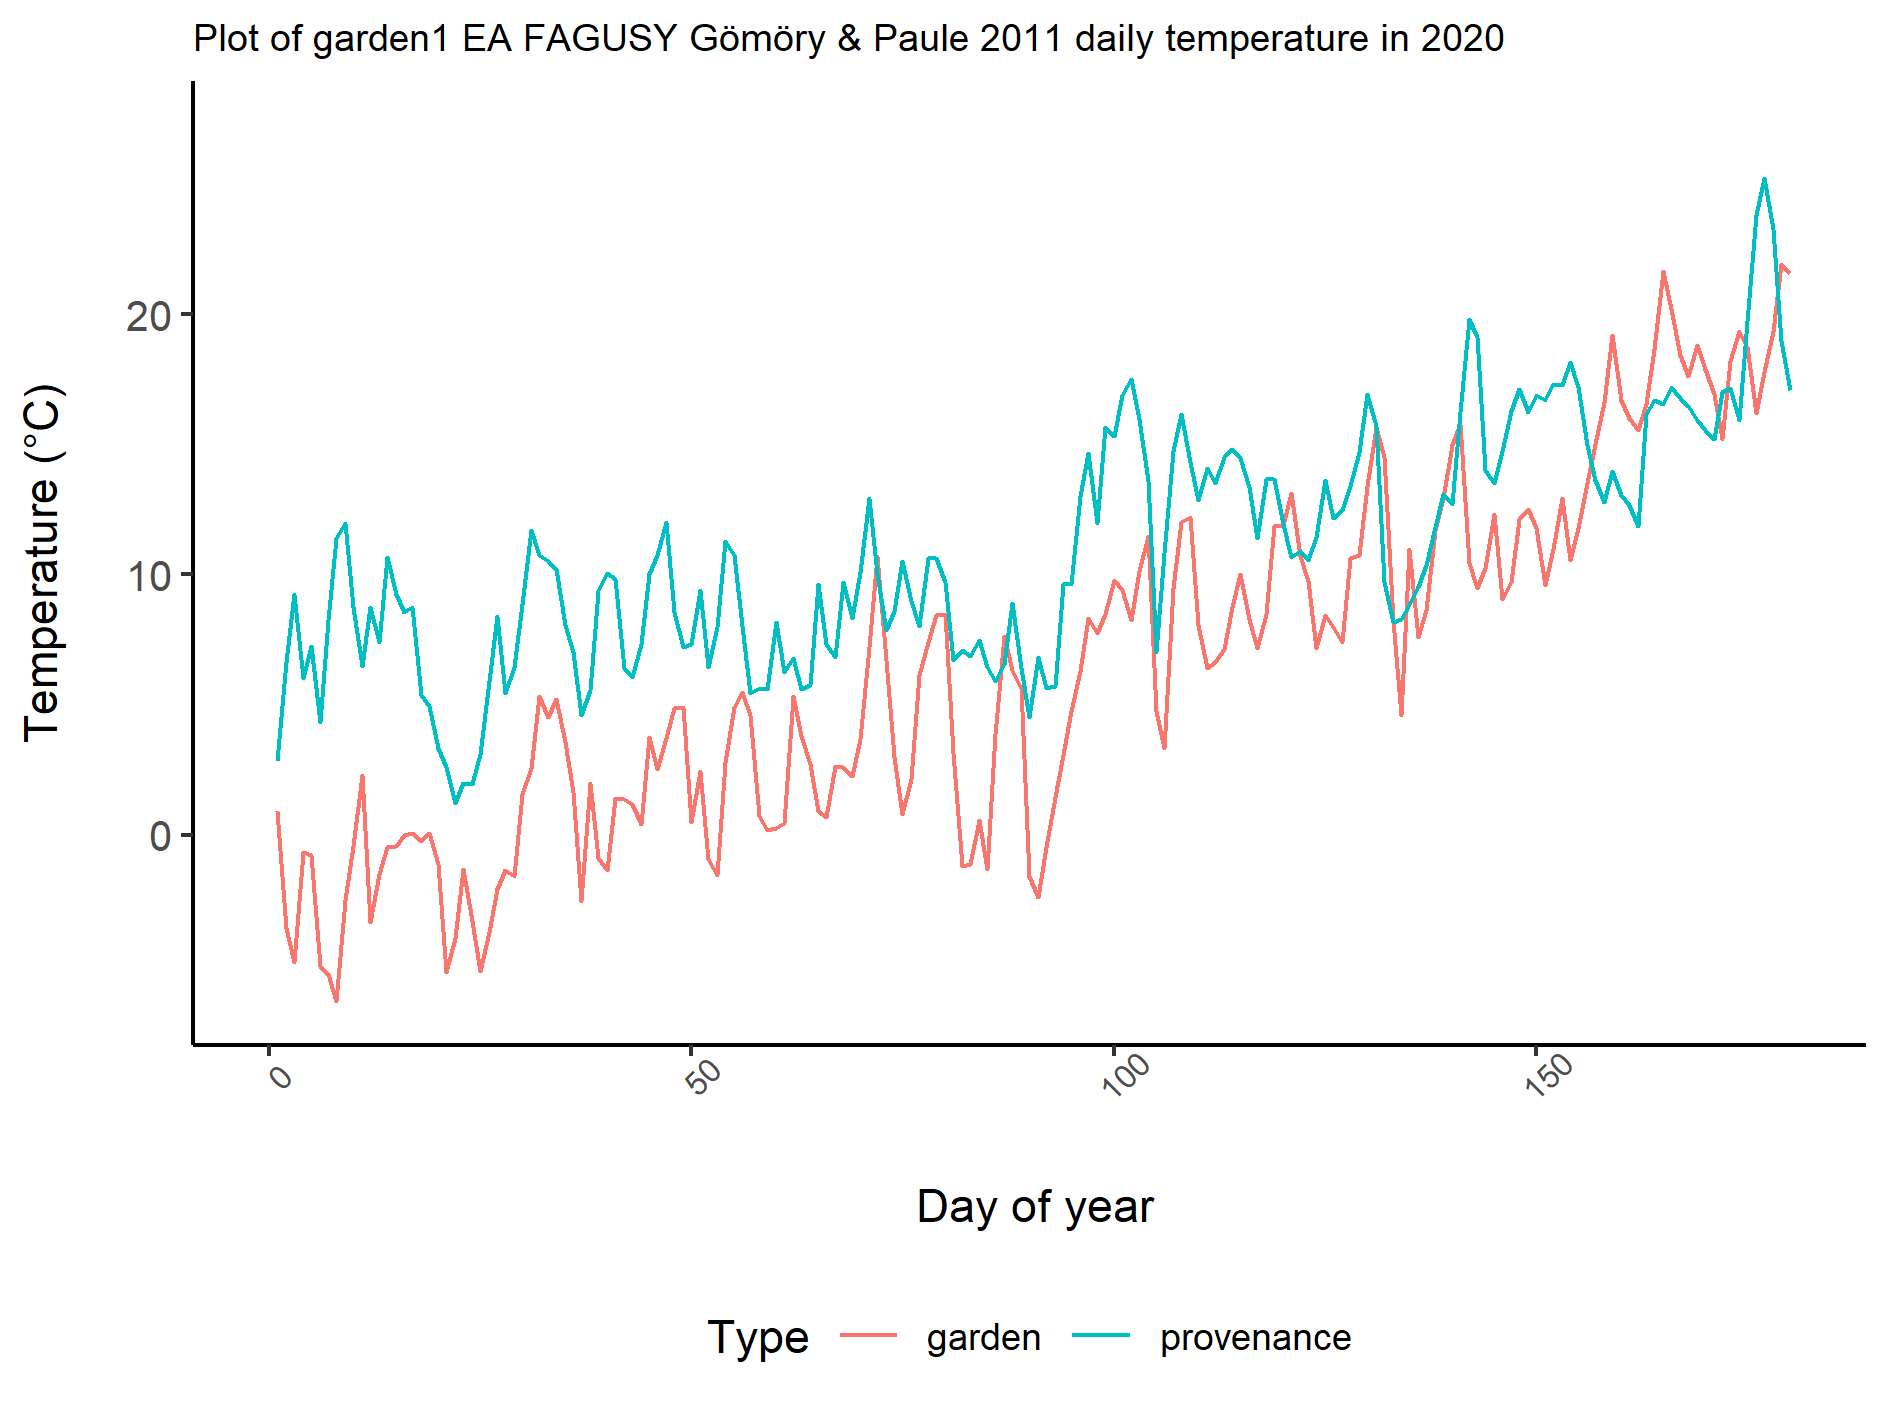 Plot of garden1 EA FAGUSY Gömöry & Paule 2011 daily temperature in 2020
Temperature (°C)
20
10
0
0 50 100 150
Day of year
Type garden provenance